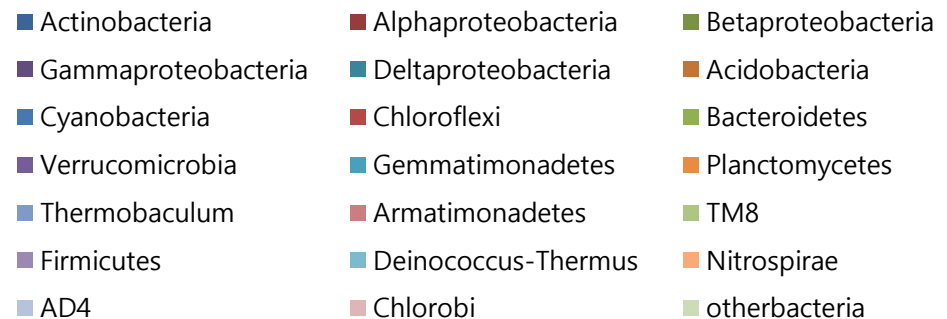 Actinobacteria Alphaproteobacteria Betaproteobacteria
Gammaproteobacteria Deltaproteobacteria Acidobacteria
Cyanobacteria Chloroflexi Bacteroidetes
Verrucomicrobia Gemmatimonadetes Planctomycetes
Thermobaculum Armatimonadetes TM8
Firmicutes Deinococcus-Thermus Nitrospirae
AD4 Chlorobi otherbacteria